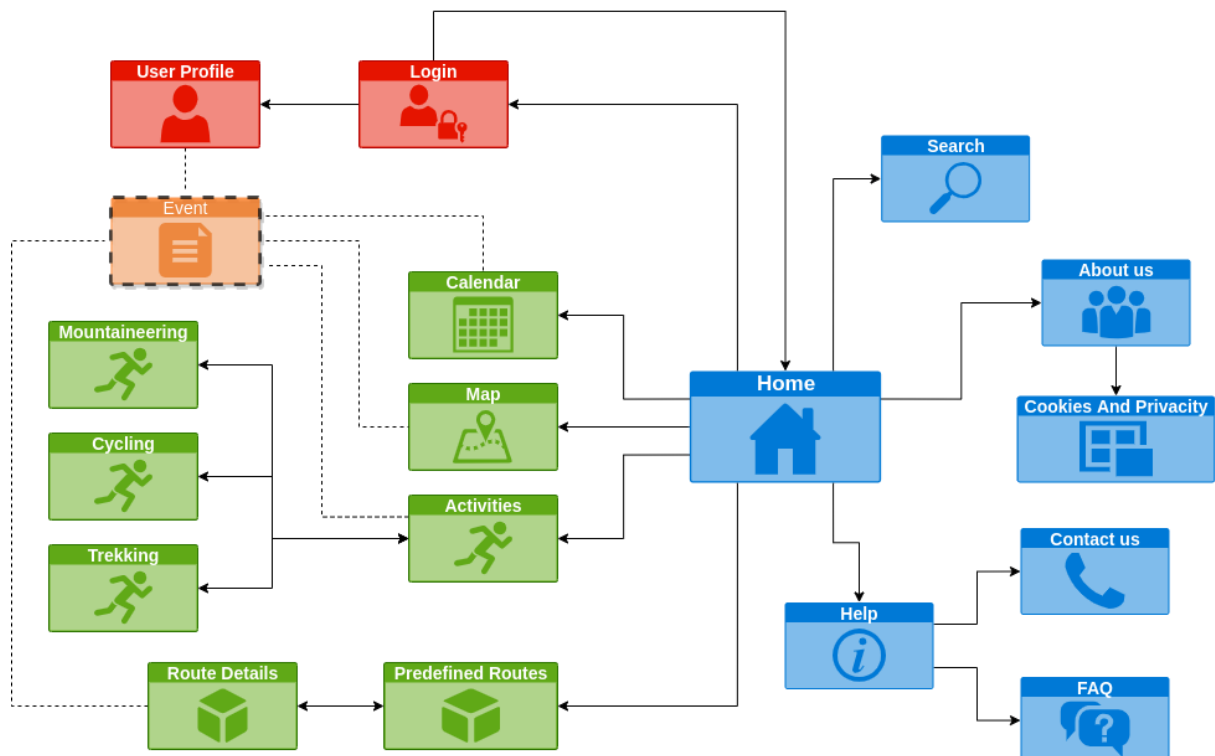 User Profile
Login
Search
Event
About us
Calendar
Mountaineering
Home
Map
Cookies And Privacity
Cycling
Activities
Contact us
Trekking
Help
i
Route Details
Predefined Routes
FAQ
?